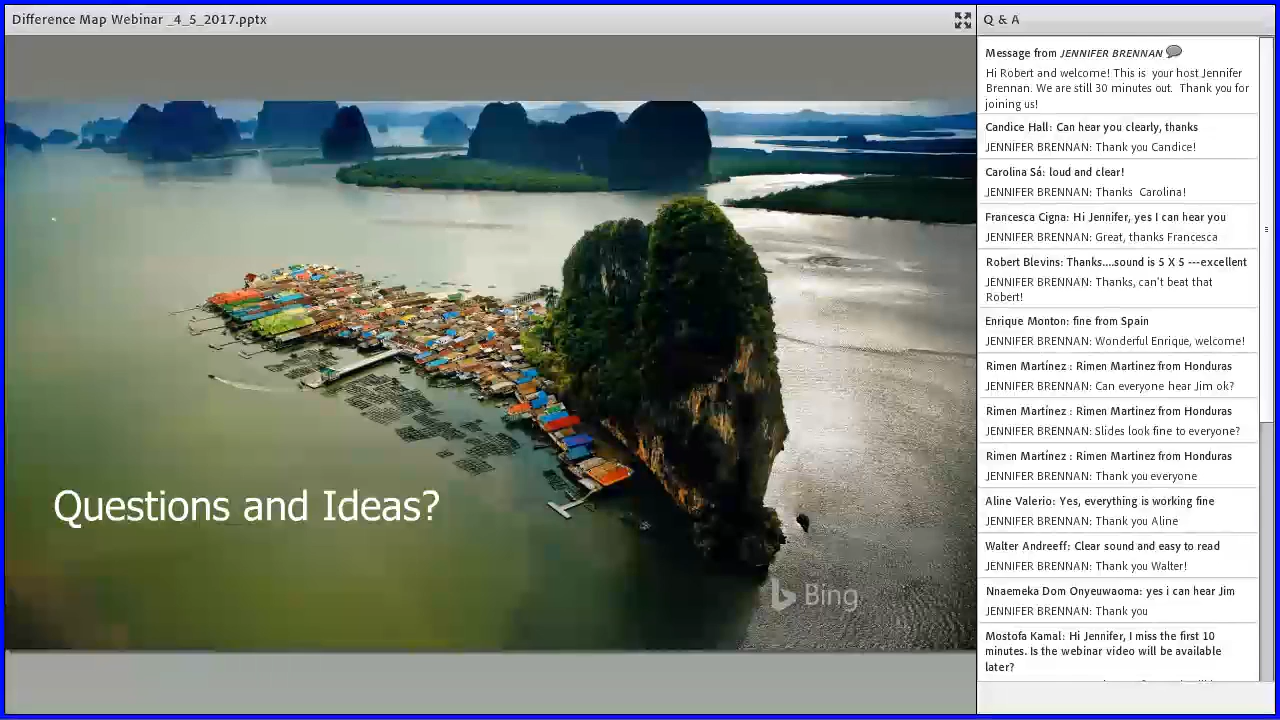 Difference Map Webinar _4_5_2017.pptx
Questions and Ideas?
Bing
Q & A
Message from JENNIFER BRENNAN
Hi Robert and welcome! This is your host Jennifer
Brennan. We are still 30 minutes out. Thank you for
joining us!
Candice Hall: Can hear you clearly, thanks
JENNIFER BRENNAN: Thank you Candice!
Carolina Sá: loud and clear!
JENNIFER BRENNAN: Thanks Carolina!
Francesca Cigna: Hi Jennifer, yes I can hear you
JENNIFER BRENNAN: Great, thanks Francesca
Robert Blevins: Thanks....sound is 5 X 5 ---excellent
JENNIFER BRENNAN: Thanks, can't beat that
Robert!
Enrique Monton: fine from Spain
JENNIFER BRENNAN: Wonderful Enrique, welcome!
Rimen Martínez : Rimen Martinez from Honduras
JENNIFER BRENNAN: Can everyone hear Jim ok?
Rimen Martínez : Rimen Martinez from Honduras
JENNIFER BRENNAN: Slides look fine to everyone?
Rimen Martínez : Rimen Martinez from Honduras
JENNIFER BRENNAN: Thank you everyone
Aline Valerio: Yes, everything is working fine
JENNIFER BRENNAN: Thank you Aline
Walter Andreeff: Clear sound and easy to read
JENNIFER BRENNAN: Thank you Walter!
Nnaemeka Dom Onyeuwaoma: yes i can hear Jim
JENNIFER BRENNAN: Thank you
Mostofa Kamal: Hi Jennifer, I miss the first 10
minutes. Is the webinar video will be available
later?